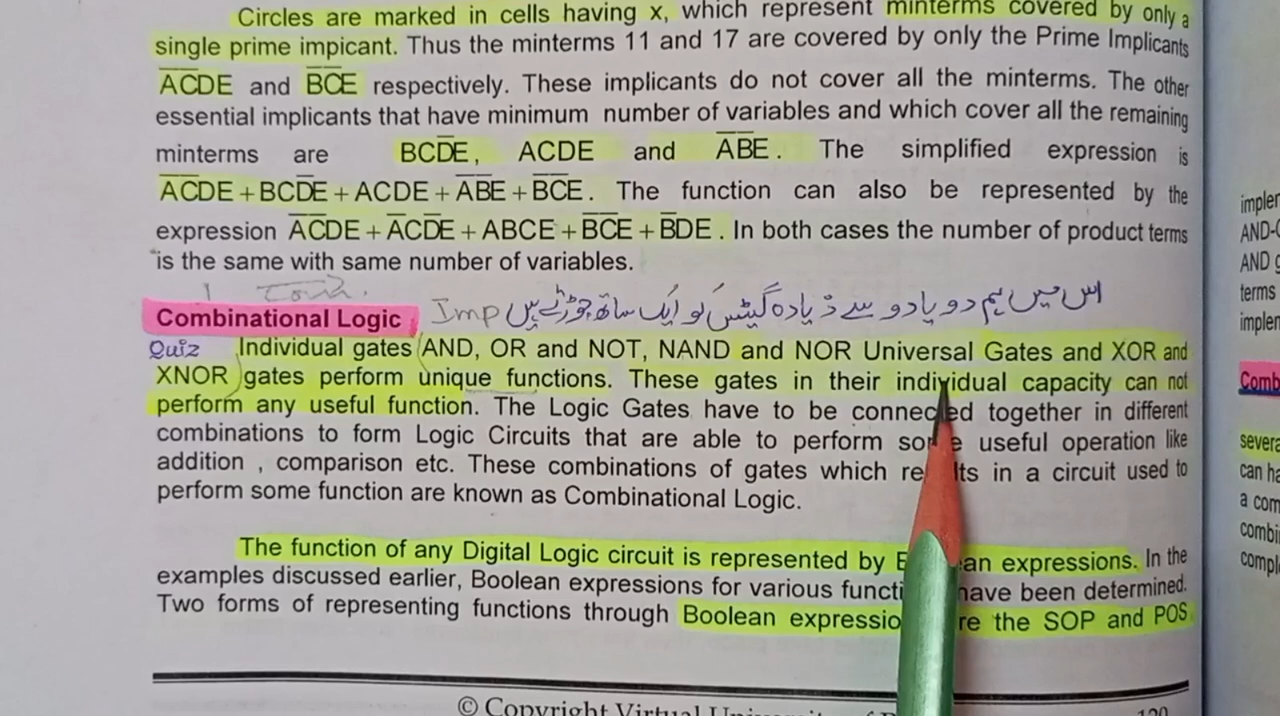 Circles are marked in cells having x, which represent minterms covered by only a
single prime impicant. Thus the minterms 11 and 17 are covered by only the Prime Implicants
A̅C̅DE and B̅C̅E respectively. These implicants do not cover all the minterms. The other
essential implicants that have minimum number of variables and which cover all the remaining
minterms are BCD̅E, ACDE and A̅B̅E. The simplified expression is
A̅C̅DE + BCD̅E + ACDE + A̅B̅E + B̅C̅E. The function can also be represented by the
expression A̅C̅DE + A̅CD̅E + ABCE + B̅C̅E + B̅DE. In both cases the number of product terms
is the same with same number of variables.
Combinational Logic Imp اس میں ہم دو یا دو سے زیادہ گیٹس کو ایک ساتھ جوڑتے ہیں
Quiz Individual gates (AND, OR and NOT, NAND and NOR Universal Gates and XOR and
XNOR) gates perform unique functions. These gates in their individual capacity can not
perform any useful function. The Logic Gates have to be connected together in different
combinations to form Logic Circuits that are able to perform some useful operation like
addition , comparison etc. These combinations of gates which results in a circuit used to
perform some function are known as Combinational Logic.
The function of any Digital Logic circuit is represented by Boolean expressions. In the
examples discussed earlier, Boolean expressions for various functi have been determined.
Two forms of representing functions through Boolean expressio re the SOP and POS
© Copyright Virtual
imple
AND-
AND
terms
imple
Comb
severa
can ha
a com
combi
compl